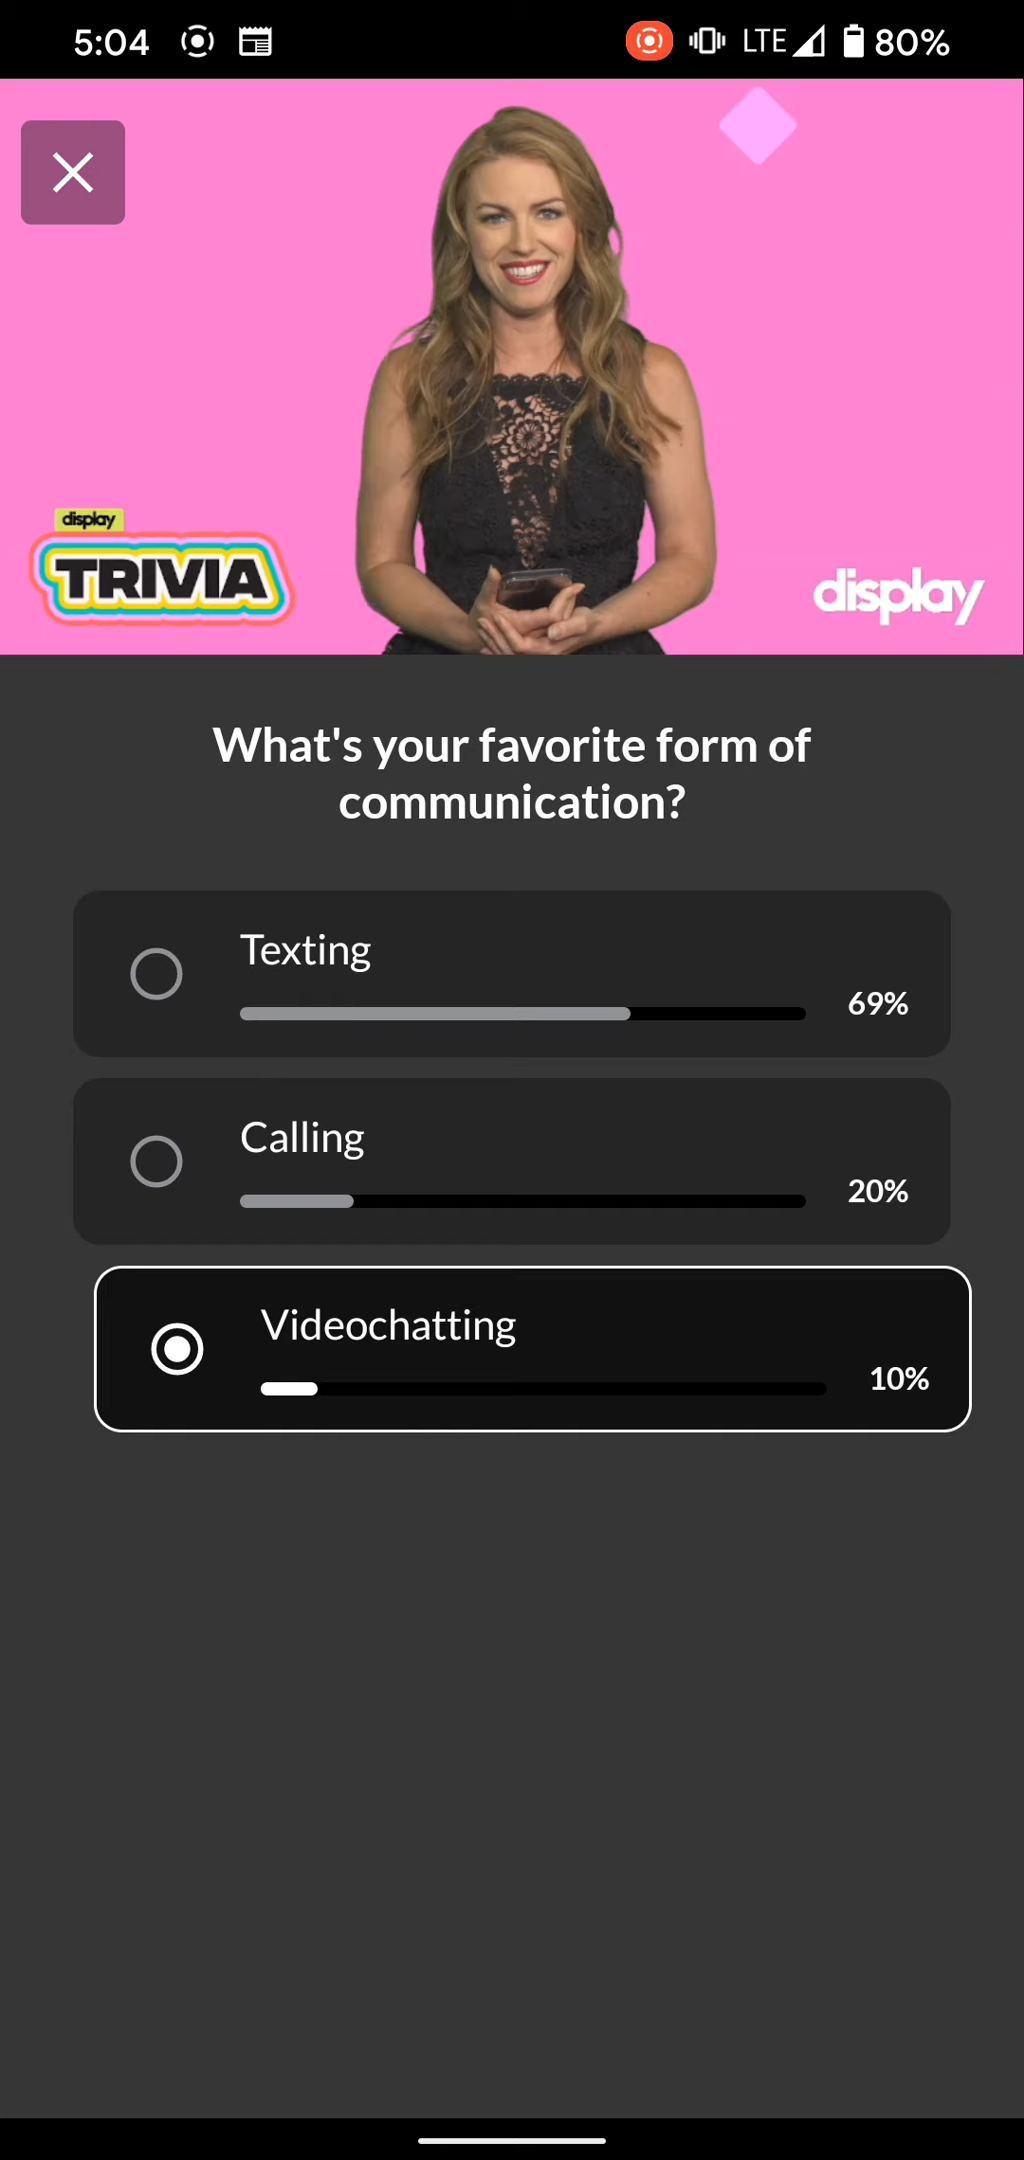 5:04
LTE
80%
display
TRIVIA
display
What's your favorite form of
communication?
Texting
69%
Calling
20%
Videochatting
10%